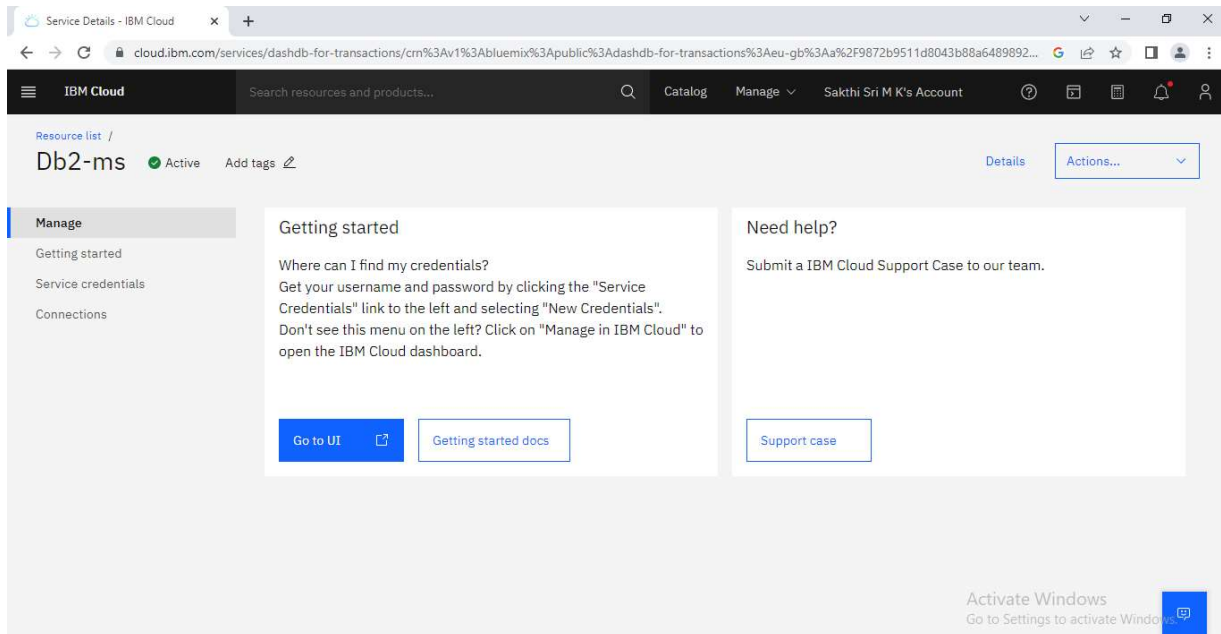 Service Details - IBM Cloud
cloud.ibm.com/services/dashdb-for-transactions/crn%3Av1%3Abluemix%3Apublic%3Adashdb-for-transactions%3Aeu-gb%3Aa%2F9872b9511d8043b88a6489892...
IBM Cloud
Search resources and products...
Catalog
Manage
Sakthi Sri M K's Account
Resource list /
Db2-ms
Active
Add tags
Details
Actions...
Manage
Getting started
Service credentials
Connections
Getting started
Where can I find my credentials?
Get your username and password by clicking the "Service
Credentials" link to the left and selecting "New Credentials".
Don't see this menu on the left? Click on "Manage in IBM Cloud" to
open the IBM Cloud dashboard.
Go to UI
Getting started docs
Need help?
Submit a IBM Cloud Support Case to our team.
Support case
Activate Windows
Go to Settings to activate Windows.